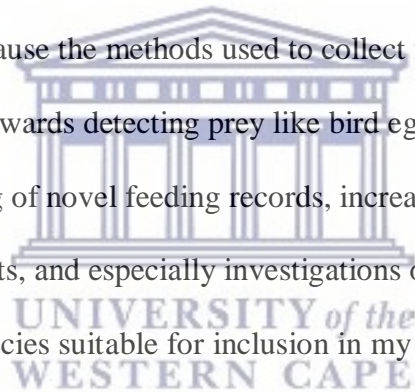 ause the methods used to collect
wards detecting prey like bird eg
g of novel feeding records, increa
ts, and especially investigations o
UNIVERSITY of the
cies suitable for inclusion in my
WESTERN CAPE